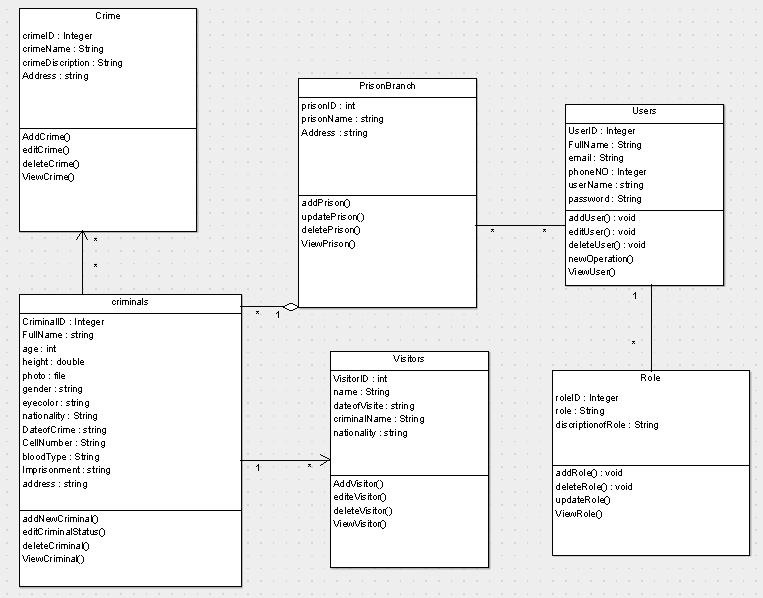 Crime
crimeID : Integer
crimeName : String
crimeDiscription : String
Address : string
AddCrime()
editCrime()
deleteCrime()
ViewCrime()
*
*
PrisonBranch
prisonID : int
prisonName : string
Address : string
addPrison()
updatePrison()
deletePrison()
ViewPrison()
*
*
Users
UserID : Integer
FullName : String
email : String
phoneNO : Integer
userName : string
password : String
addUser() : void
editUser() : void
deleteUser() : void
newOperation()
ViewUser()
1
*
criminals
CriminalID : Integer
FullName : string
age : int
height : double
photo : file
gender : string
eyecolor : string
nationality : String
DateofCrime : String
CellNumber : String
bloodType : String
Imprisonment : string
address : string
addNewCriminal()
editCriminalStatus()
deleteCriminal()
ViewCriminal()
*
1
1
*
Visitors
VisitorID : int
name : String
dateofVisite : string
criminalName : String
nationality : string
AddVisitor()
editeVisitor()
deleteVisitor()
ViewVisitor()
Role
roleID : Integer
role : String
discriptionofRole : String
addRole() : void
deleteRole() : void
updateRole()
ViewRole()